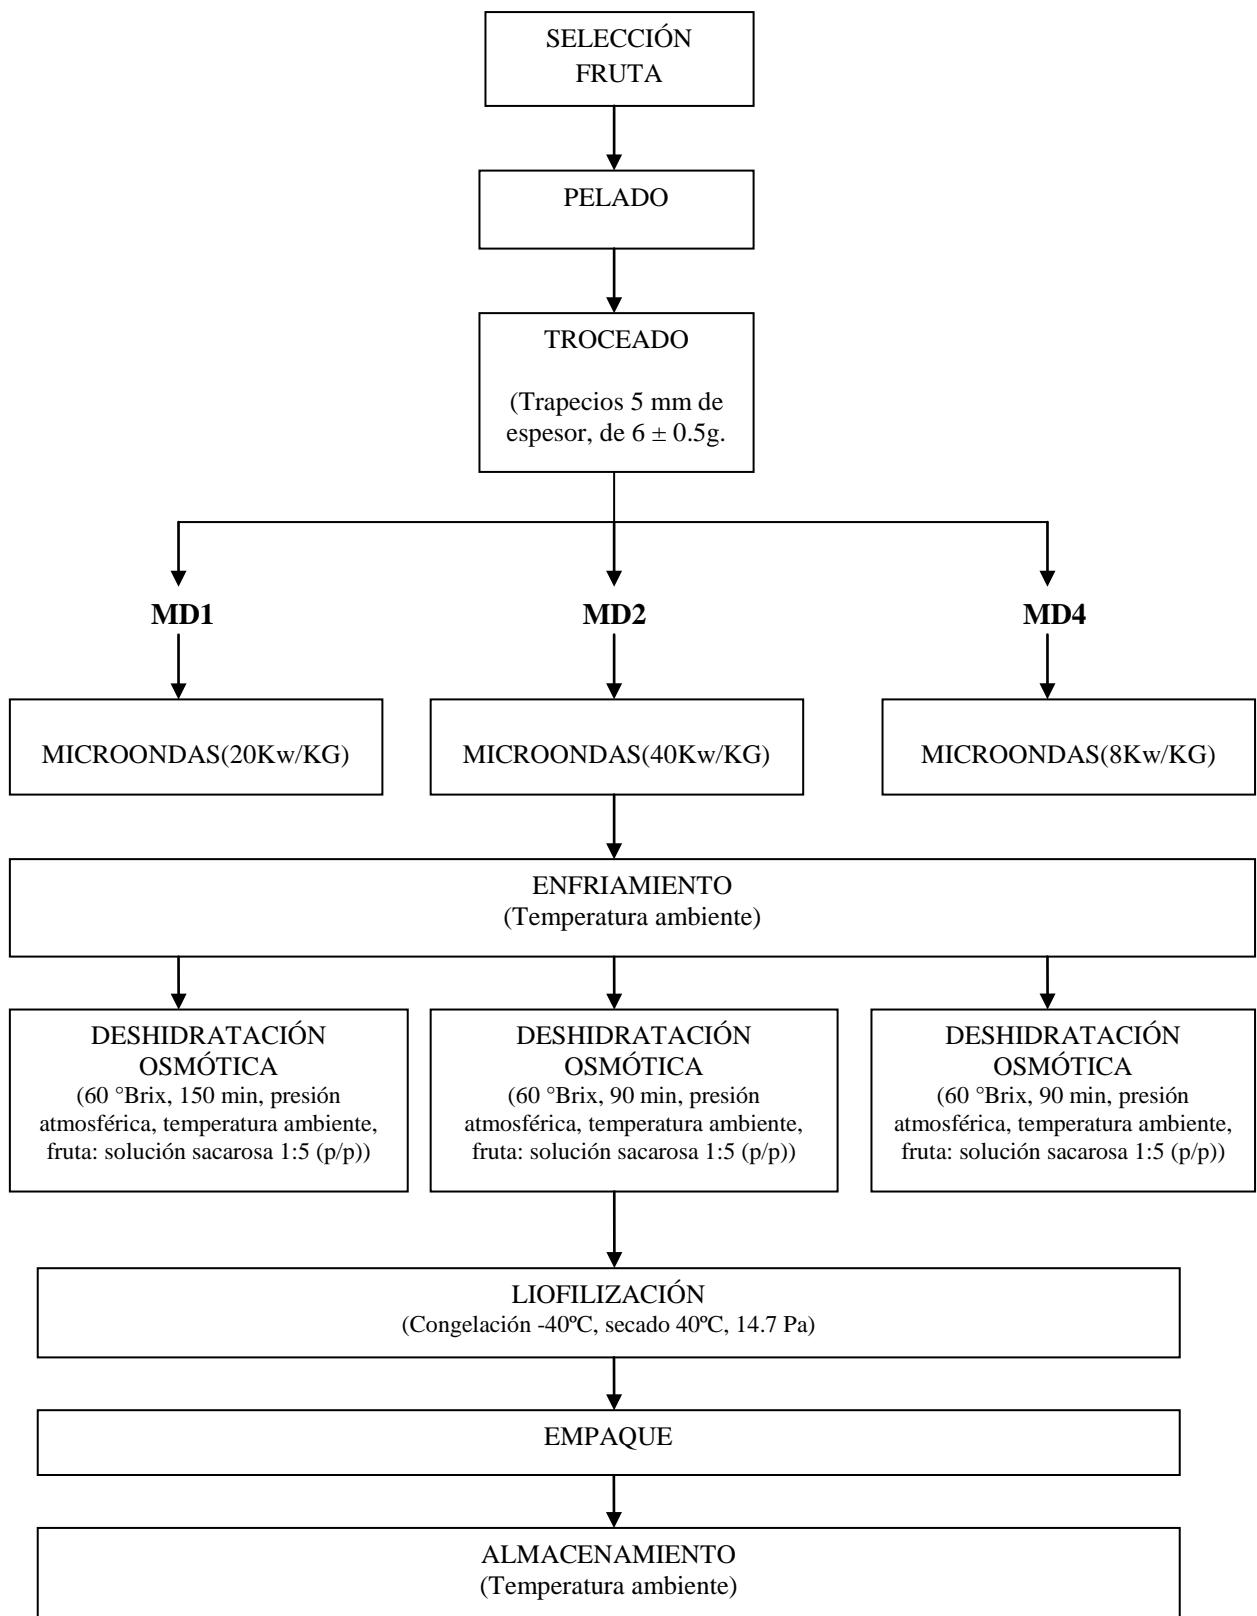 SELECCIÓN
FRUTA
PELADO
TROCEADO
(Trapecios 5 mm de
espesor, de 6 ± 0.5g.
MD1
MD2
MD4
MICROONDAS(20Kw/KG)
MICROONDAS(40Kw/KG)
MICROONDAS(8Kw/KG)
ENFRIAMIENTO
(Temperatura ambiente)
DESHIDRATACIÓN
OSMÓTICA
(60 °Brix, 150 min, presión
atmosférica, temperatura ambiente,
fruta: solución sacarosa 1:5 (p/p))
DESHIDRATACIÓN
OSMÓTICA
(60 °Brix, 90 min, presión
atmosférica, temperatura ambiente,
fruta: solución sacarosa 1:5 (p/p))
DESHIDRATACIÓN
OSMÓTICA
(60 °Brix, 90 min, presión
atmosférica, temperatura ambiente,
fruta: solución sacarosa 1:5 (p/p))
LIOFILIZACIÓN
(Congelación -40ºC, secado 40ºC, 14.7 Pa)
EMPAQUE
ALMACENAMIENTO
(Temperatura ambiente)